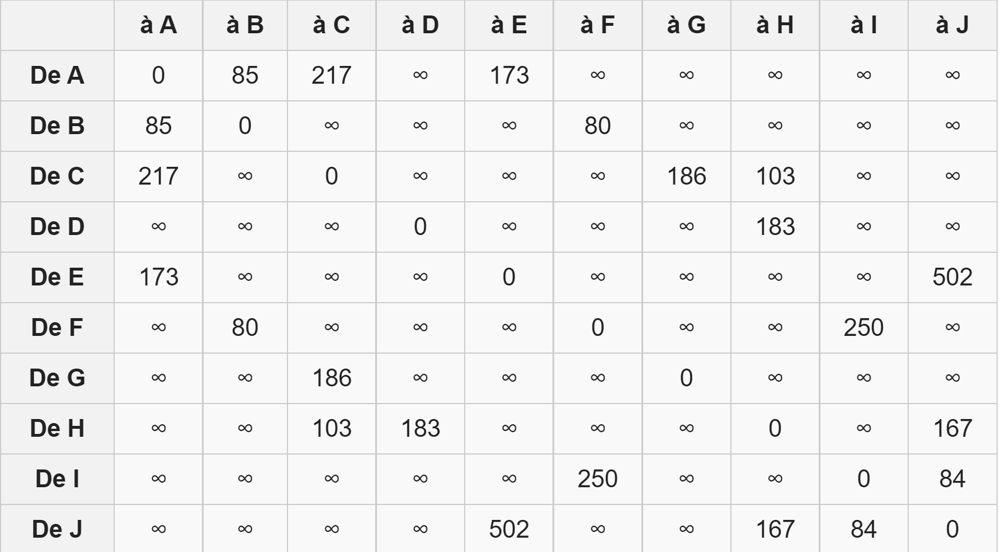 à A à B à C à D à E à F à G à H à I à J
De A 0 85 217 ∞ 173 ∞ ∞ ∞ ∞ ∞
De B 85 0 ∞ ∞ ∞ 80 ∞ ∞ ∞ ∞
De C 217 ∞ 0 ∞ ∞ ∞ 186 103 ∞ ∞
De D ∞ ∞ ∞ 0 ∞ ∞ ∞ 183 ∞ ∞
De E 173 ∞ ∞ ∞ 0 ∞ ∞ ∞ ∞ 502
De F ∞ 80 ∞ ∞ ∞ 0 ∞ ∞ 250 ∞
De G ∞ ∞ 186 ∞ ∞ ∞ 0 ∞ ∞ ∞
De H ∞ ∞ 103 183 ∞ ∞ ∞ 0 ∞ 167
De I ∞ ∞ ∞ ∞ ∞ 250 ∞ ∞ 0 84
De J ∞ ∞ ∞ ∞ 502 ∞ ∞ 167 84 0